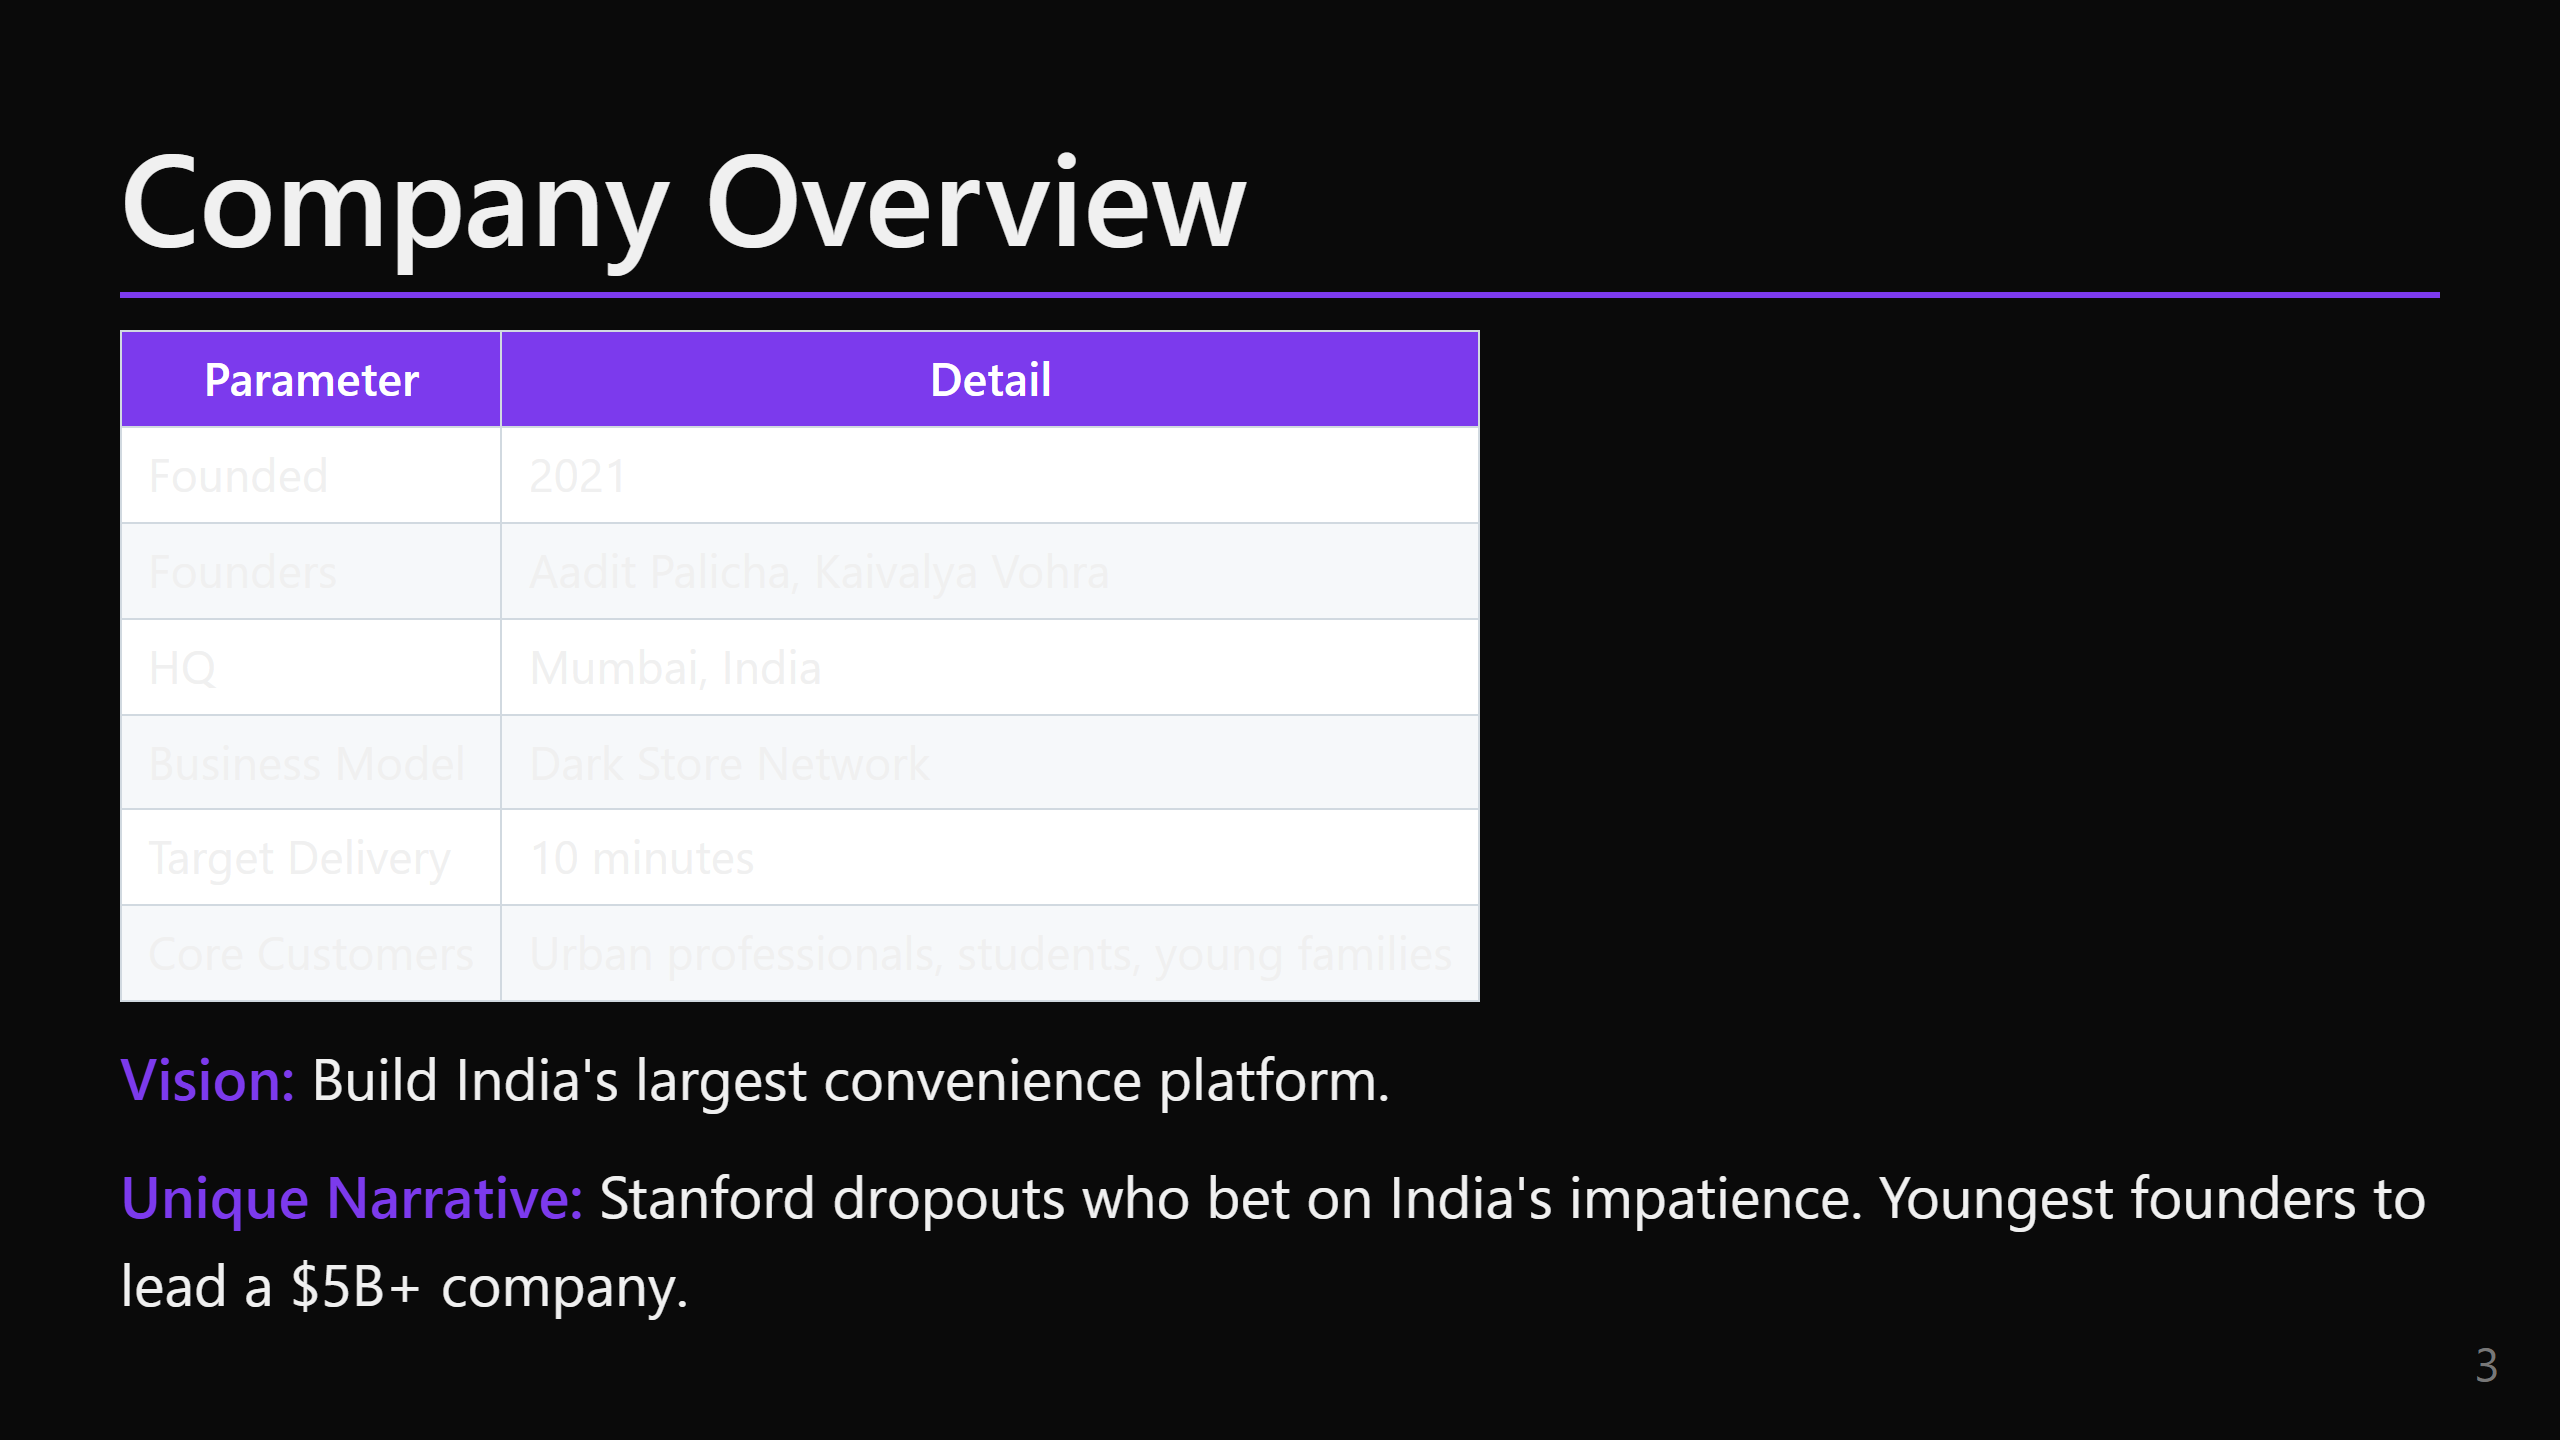 Company Overview
Parameter Detail
Founded 2021
Founders Aadit Palicha, Kaivalya Vohra
HQ Mumbai, India
Business Model Dark Store Network
Target Delivery 10 minutes
Core Customers Urban professionals, students, young families
Vision: Build India's largest convenience platform.
Unique Narrative: Stanford dropouts who bet on India's impatience. Youngest founders to
lead a $5B+ company.
3